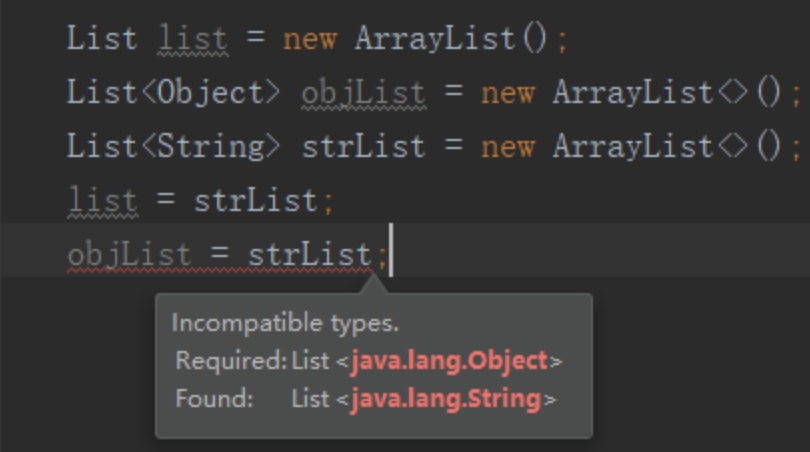 List list = new ArrayList();
List<Object> objList = new ArrayList<>();
List<String> strList = new ArrayList<>();
list = strList;
objList = strList;
Incompatible types.
Required: List <java.lang.Object>
Found: List <java.lang.String>